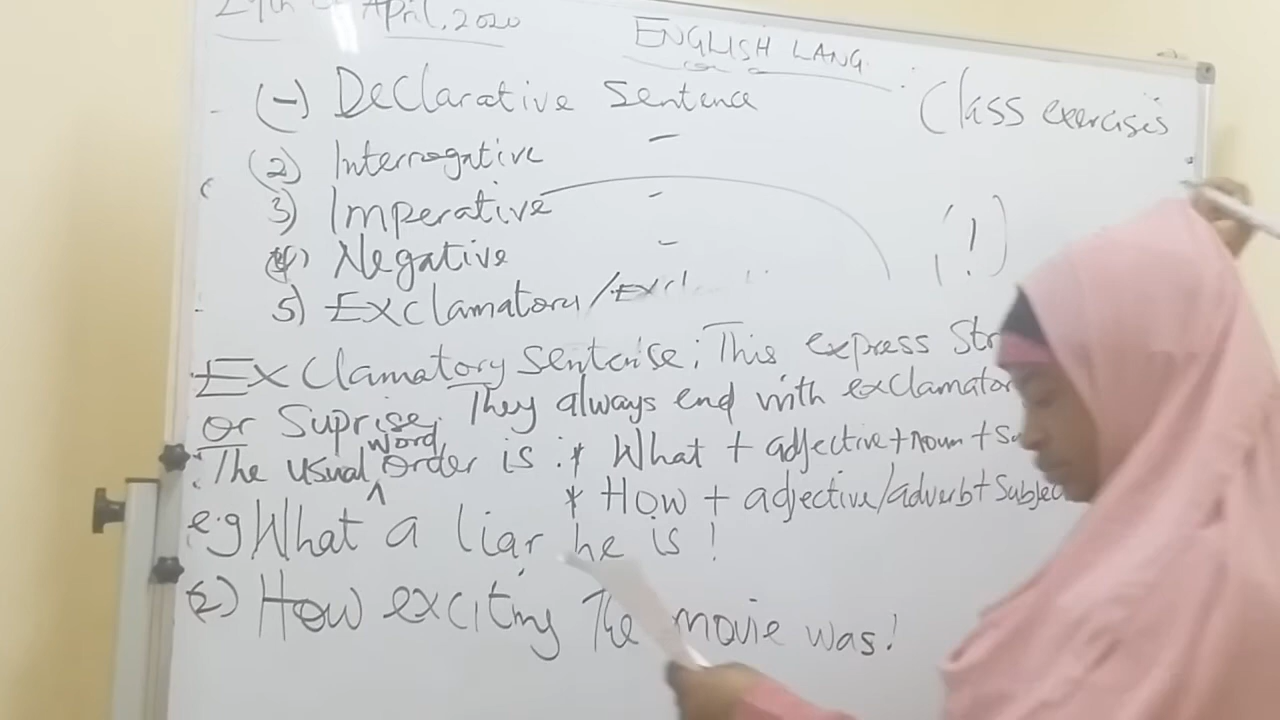 April, 2020
ENGLISH LANG.
Class exercises
(1) Declarative Sentence
(2) Interrogative -
3) Imperative -
(4) Negative -
5) Exclamatory/Excl
(!)
Exclamatory Sentense: This express Str
or Suprise. They always end with exclamator
The usual word order is : * What + adjective + noun + Su
* How + adjective/adverb + Subjec
e.g What a liar he is !
(2) How exciting The movie was!